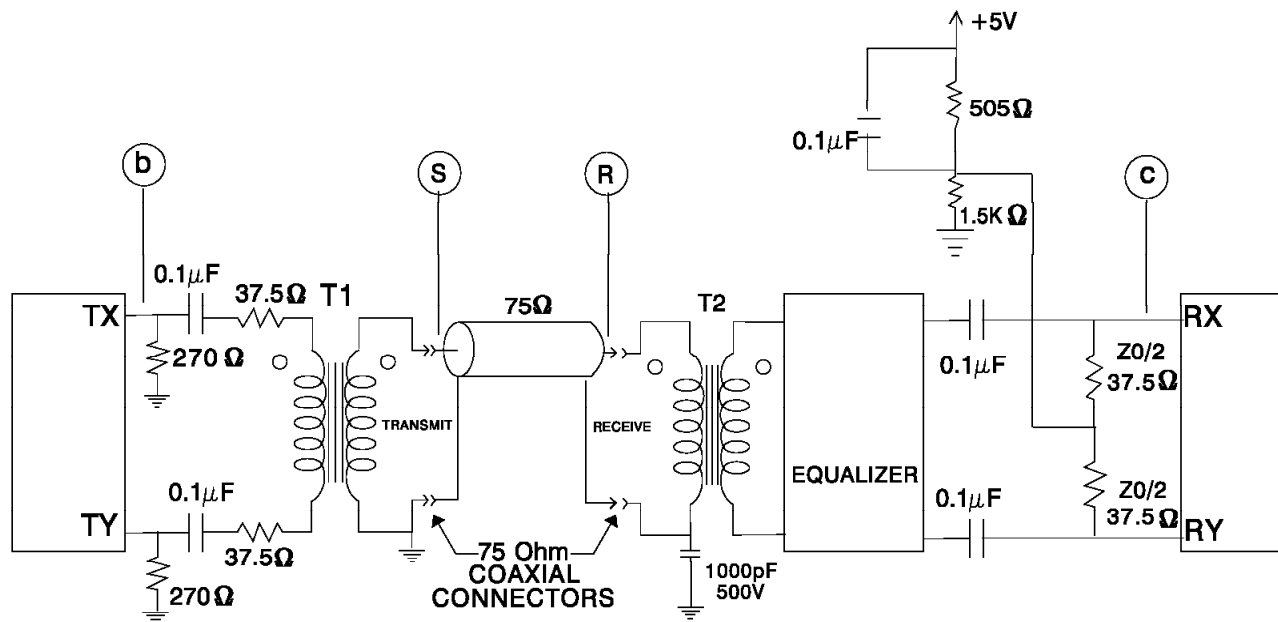 +5V
505Ω
0.1μF
1.5K Ω
b
S
R
C
0.1μF
37.5Ω
T1
75Ω
T2
TX
270 Ω
RX
0.1μF
Z0/2
37.5Ω
TRANSMIT
RECEIVE
EQUALIZER
0.1μF
TY
37.5Ω
0.1μF
Z0/2
37.5Ω
RY
270Ω
75 Ohm
COAXIAL
CONNECTORS
1000pF
500V